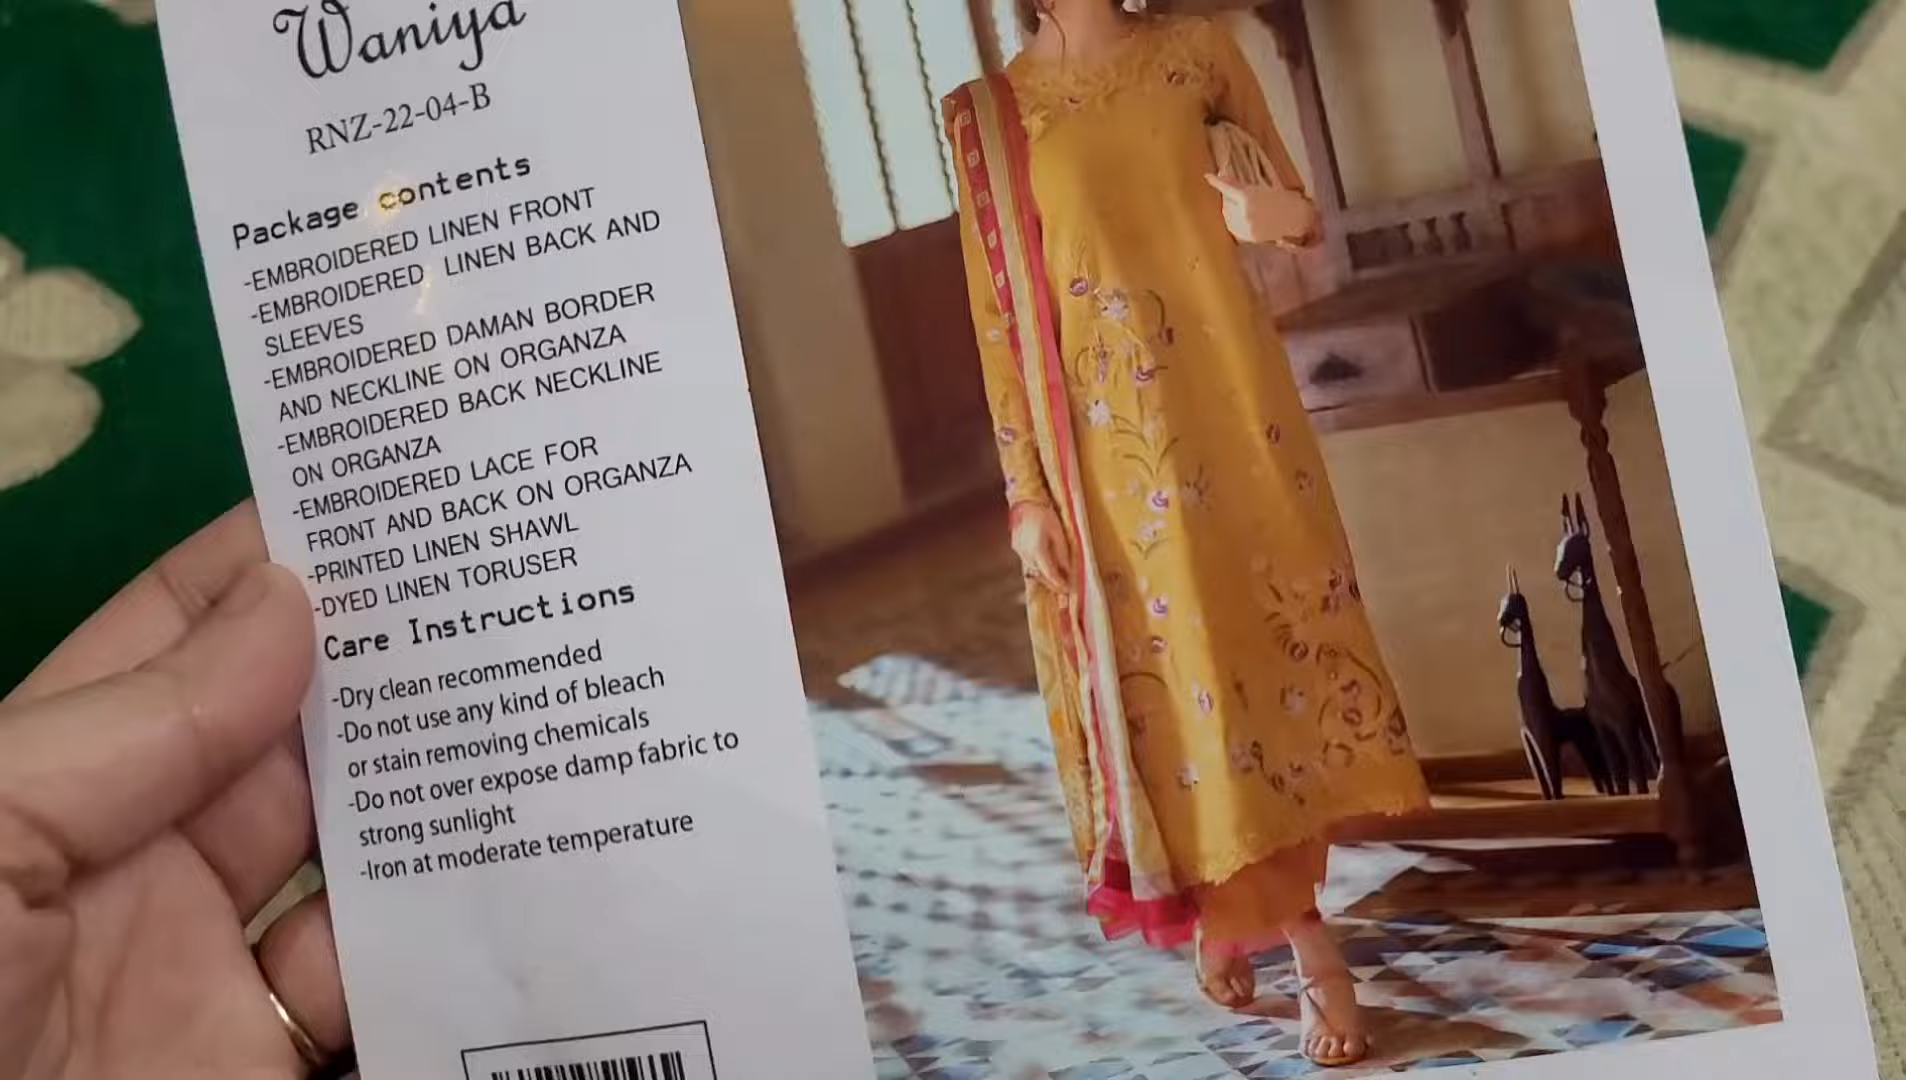 Waniya
RNZ-22-04-B
Package contents
-EMBROIDERED LINEN FRONT
-EMBROIDERED, LINEN BACK AND
SLEEVES
-EMBROIDERED DAMAN BORDER
AND NECKLINE ON ORGANZA
-EMBROIDERED BACK NECKLINE
ON ORGANZA
-EMBROIDERED LACE FOR
FRONT AND BACK ON ORGANZA
-PRINTED LINEN SHAWL
-DYED LINEN TORUSER
Care Instructions
-Dry clean recommended
-Do not use any kind of bleach
or stain removing chemicals
-Do not over expose damp fabric to
strong sunlight
-Iron at moderate temperature